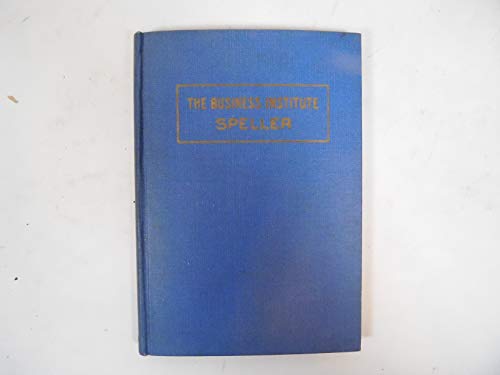 THE BUSINESS INSTITUTE
SPELLER